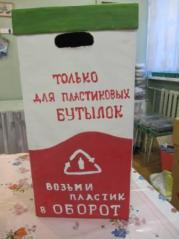 ТОЛЬКО
ДЛЯ ПЛАСТИКОВЫХ
БУТЫЛОК
ВОЗЬМИ
ПЛАСТИК
В ОБОРОТ